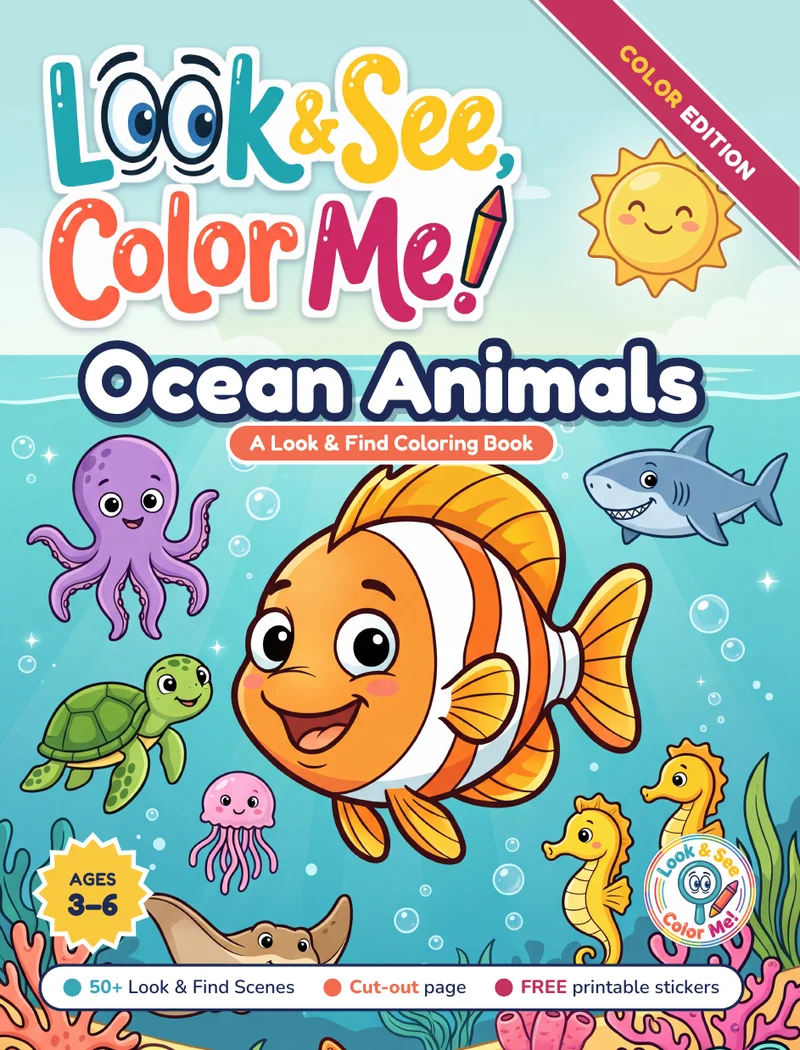 COLOR EDITION
Look & See,
Color Me!
Ocean Animals
A Look & Find Coloring Book
AGES
3–6
Look & See
Color Me!
50+ Look & Find Scenes
Cut-out page
FREE printable stickers